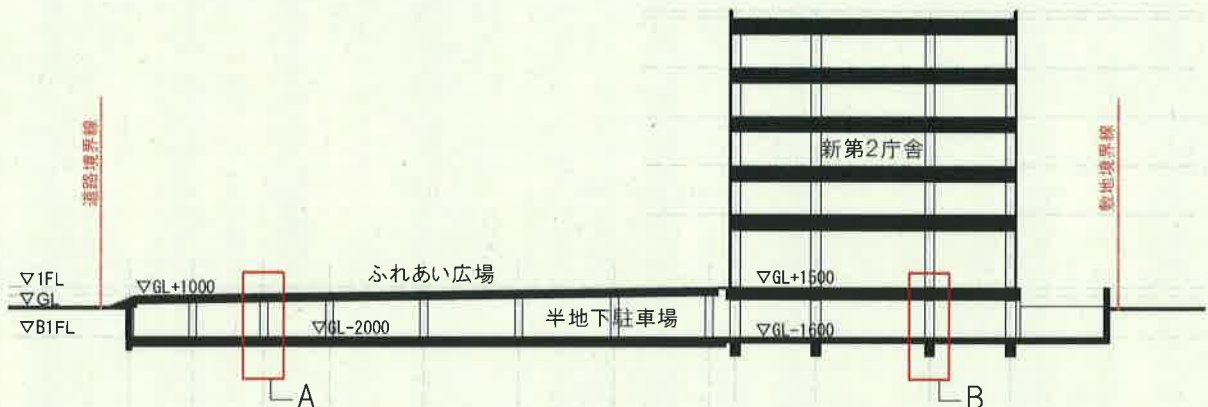 新第2庁舎
道路境界線
敷地境界線
▽1FL
▽GL
▽B1FL
▽GL+1000
ふれあい広場
▽GL+1500
▽GL-2000
半地下駐車場
▽GL-1600
A
B